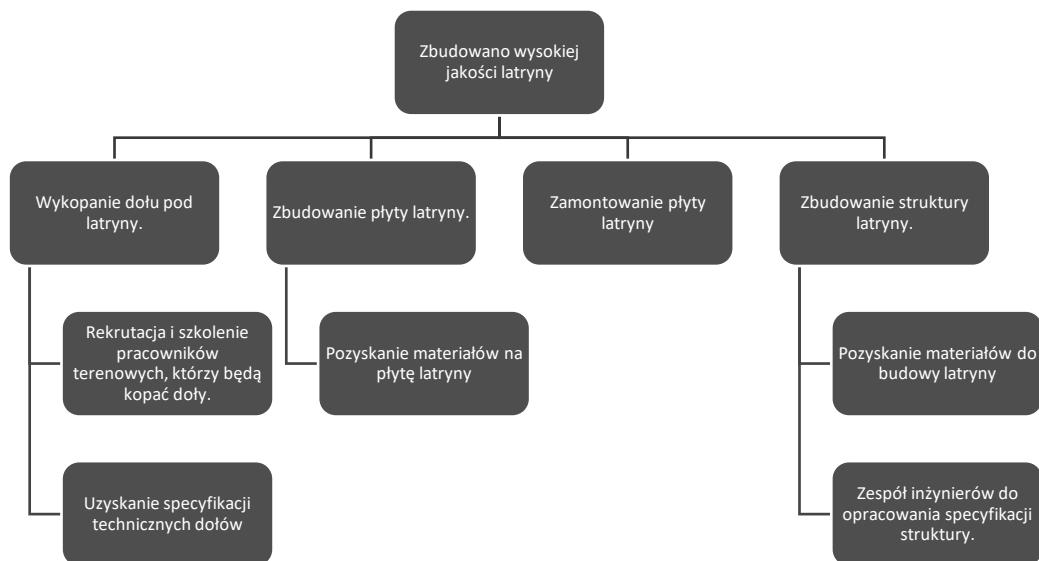 Zbudowano wysokiej
jakości latryny
Wykopanie dołu pod
latryny.
Zbudowanie płyty latryny.
Zamontowanie płyty
latryny
Zbudowanie struktury
latryny.
Rekrutacja i szkolenie
pracowników
terenowych, którzy będą
kopać doły.
Pozyskanie materiałów na
płytę latryny
Pozyskanie materiałów do
budowy latryny
Uzyskanie specyfikacji
technicznych dołów
Zespół inżynierów do
opracowania specyfikacji
struktury.